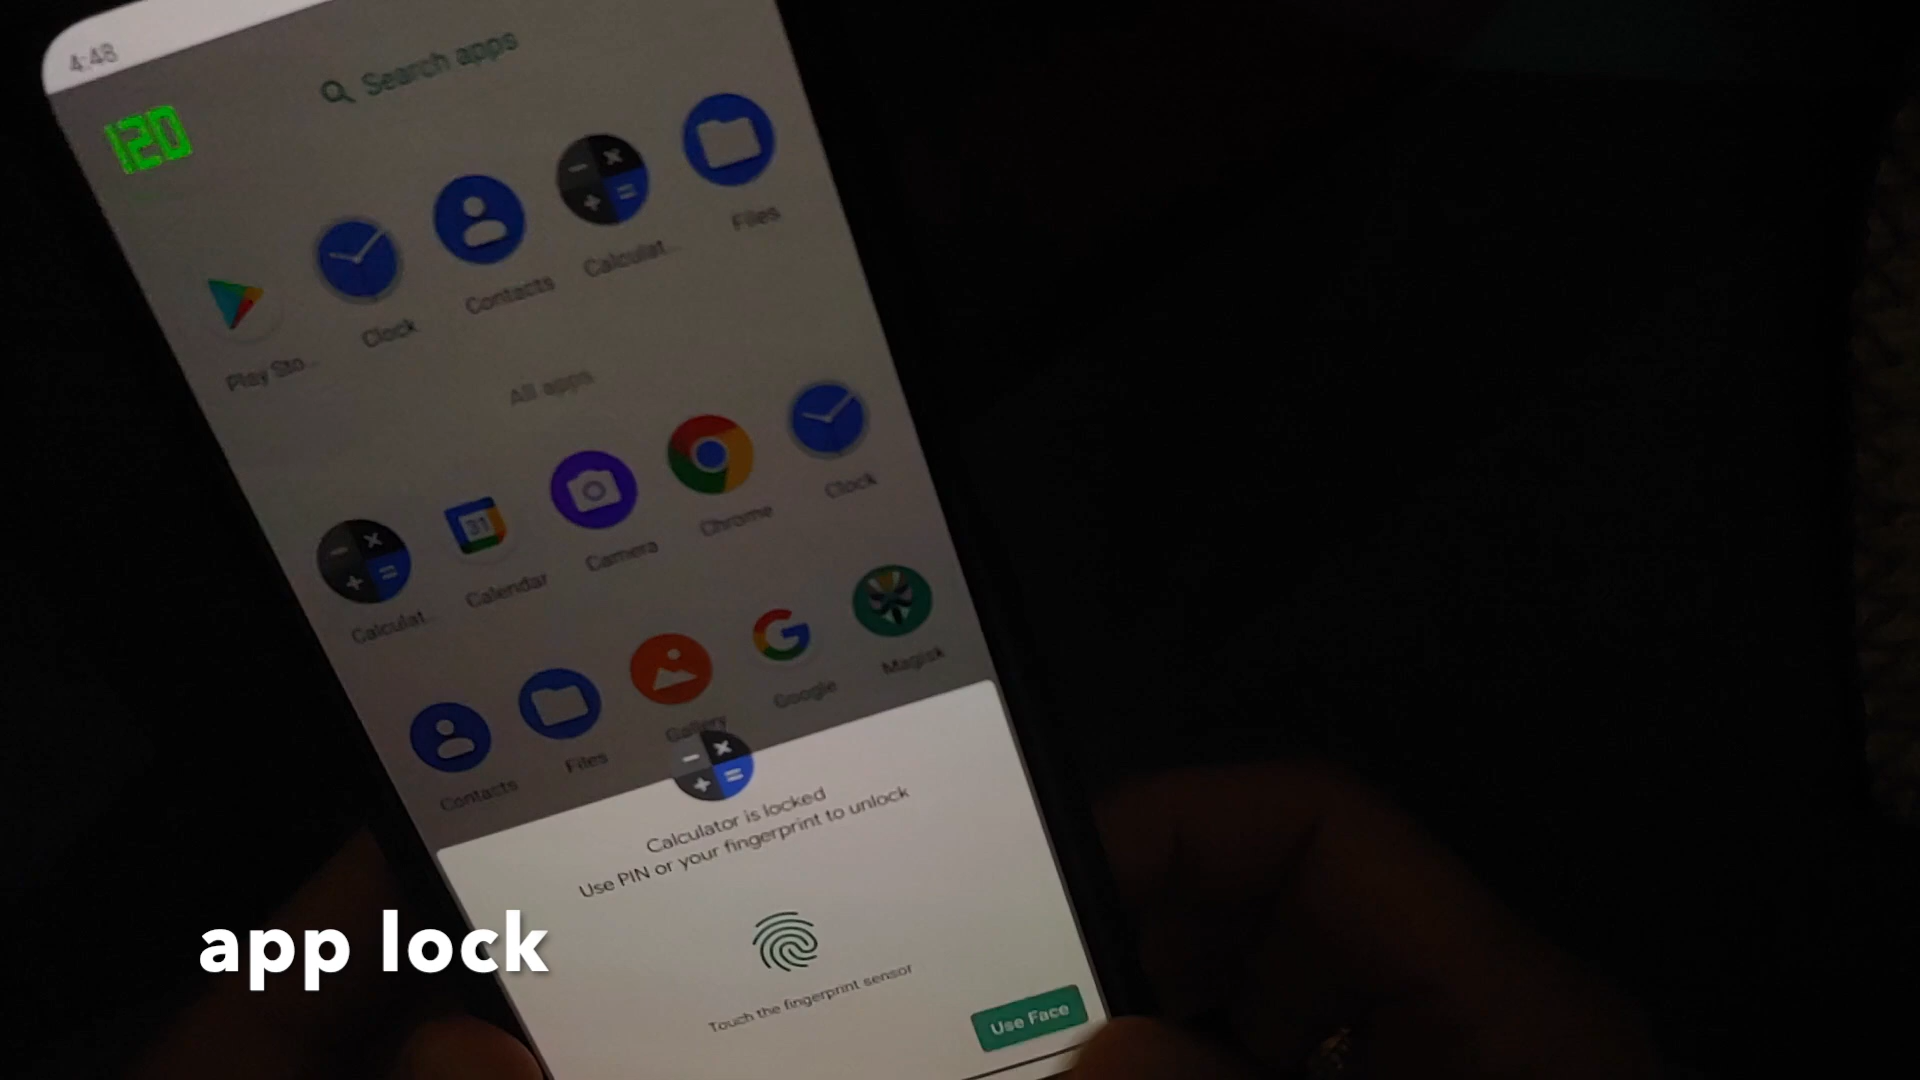 4:48
120
Search apps
Play Sto...
Clock
Contacts
Calculat...
Files
All apps
Calculat...
Calendar
Camera
Chrome
Clock
Contacts
Files
Gallery
Google
Magisk
31
Calculator is locked
Use PIN or your fingerprint to unlock
Touch the fingerprint sensor
Use Face
app lock